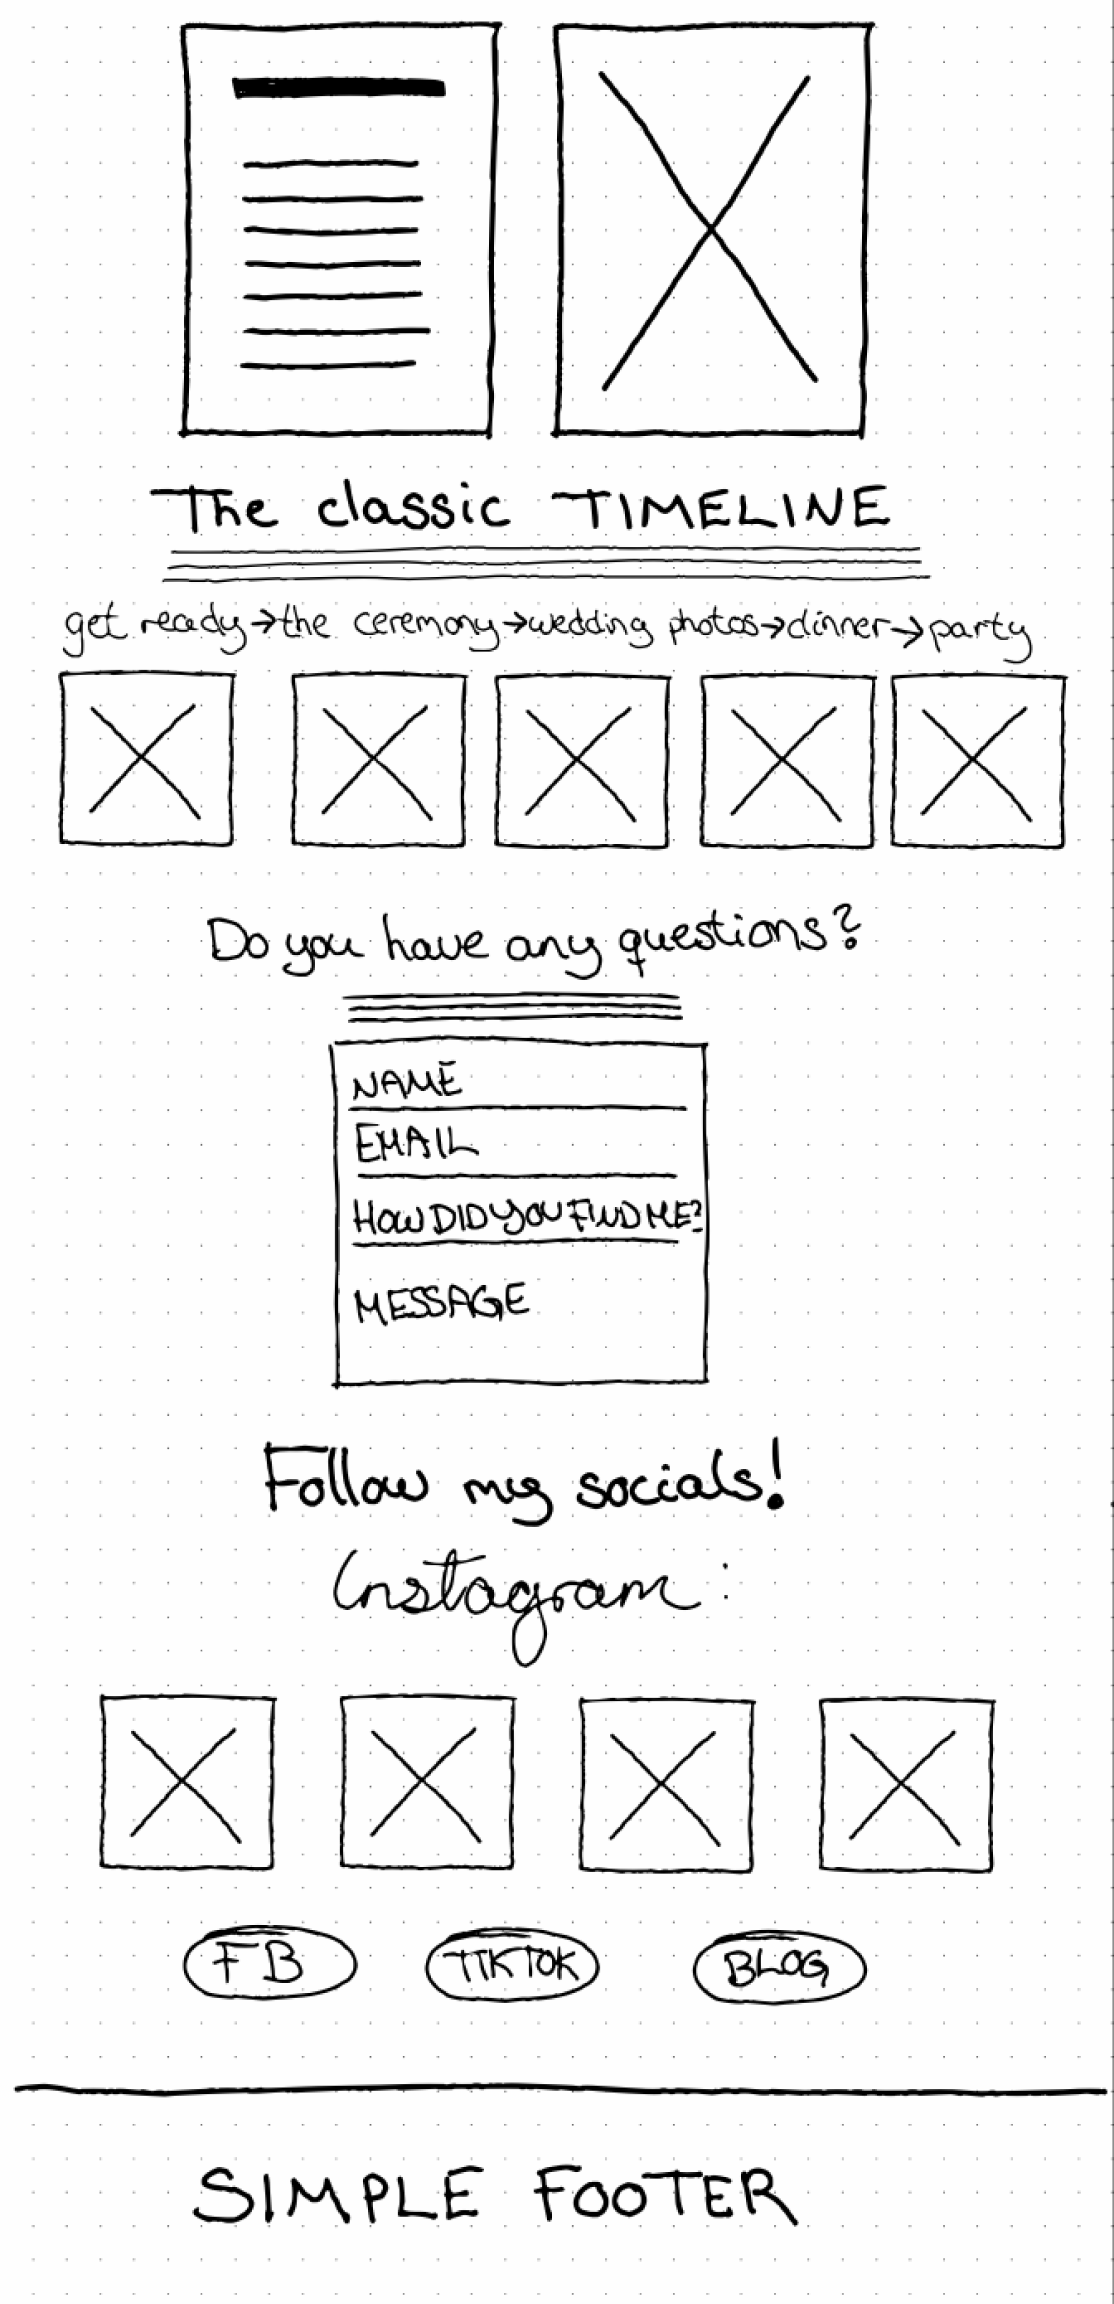 The classic TIMELINE
get ready→the ceremony→wedding photos→dinner→party
Do you have any questions?
NAME
EMAIL
HOW DID YOU FIND ME?
MESSAGE
Follow my socials!
Instagram:
FB TIKTOK BLOG
SIMPLE FOOTER